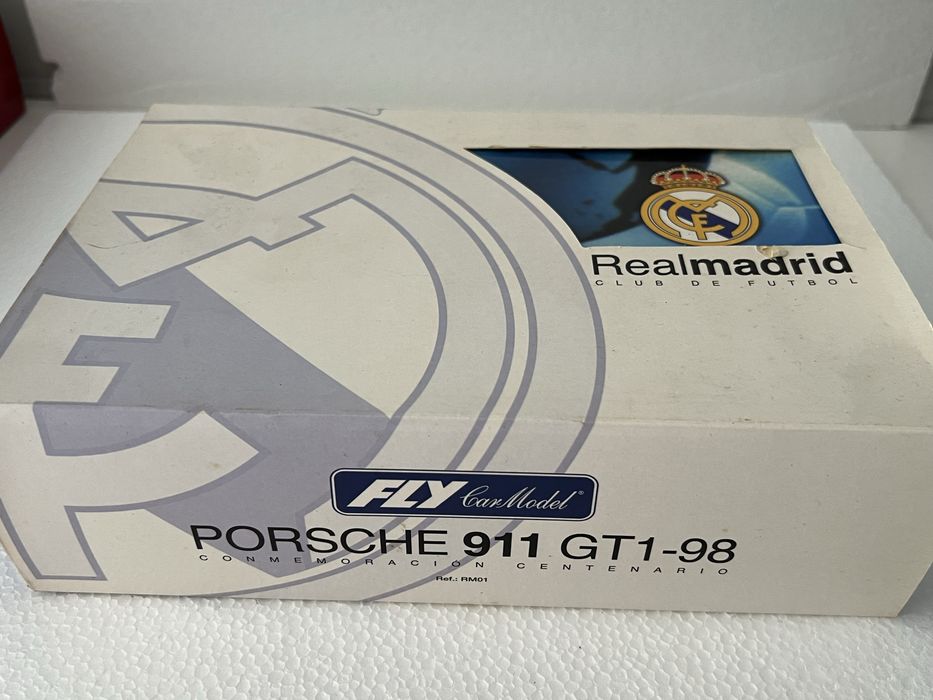 Realmadrid
CLUB DE FUTBOL
FLY Car Model®
PORSCHE 911 GT1-98
CONMEMORACIÓN CENTENARIO
Ref.: RM01